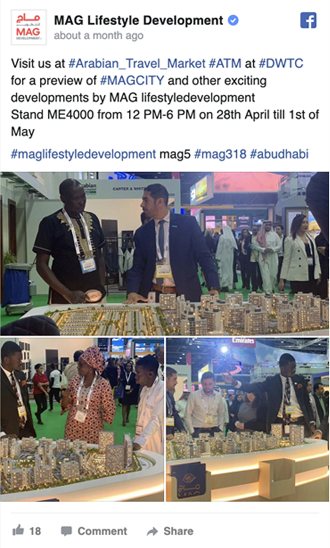 ماج
MAG
MAG Lifestyle Development
about a month ago
Visit us at #Arabian_Travel_Market #ATM at #DWTC
for a preview of #MAGCITY and other exciting
developments by MAG lifestyledevelopment
Stand ME4000 from 12 PM-6 PM on 28th April till 1st of
May
#maglifestyledevelopment mag5 #mag318 #abudhabi
Emirates
18
Comment
Share